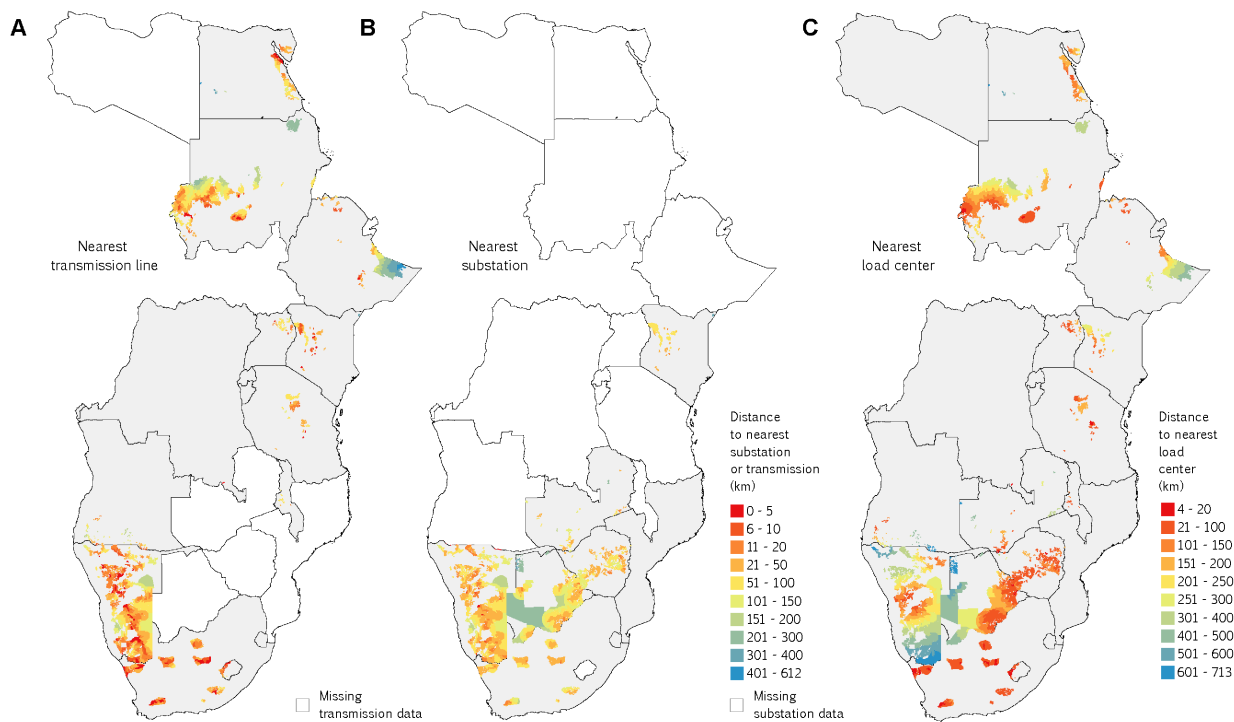 A
B
C
Nearest
transmission line
Nearest
substation
Nearest
load center
Distance
to nearest
substation
or transmission
(km)
0 - 5
6 - 10
11 - 20
21 - 50
51 - 100
101 - 150
151 - 200
201 - 300
301 - 400
401 - 612
Distance
to nearest
load
center
(km)
4 - 20
21 - 100
101 - 150
151 - 200
201 - 250
251 - 300
301 - 400
401 - 500
501 - 600
601 - 713
Missing
transmission data
Missing
substation data